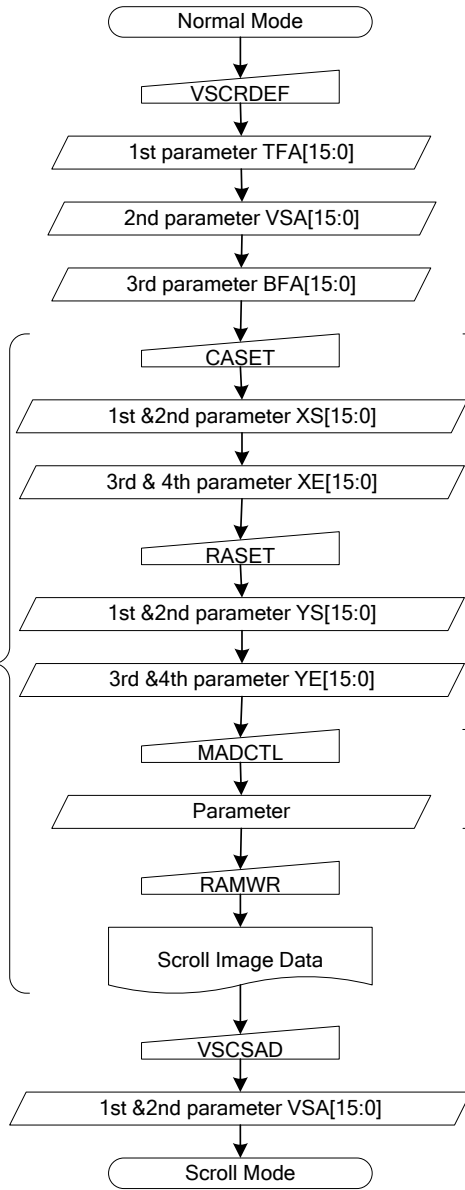 Normal Mode
VSCRDEF
1st parameter TFA[15:0]
2nd parameter VSA[15:0]
3rd parameter BFA[15:0]
CASET
1st &2nd parameter XS[15:0]
3rd & 4th parameter XE[15:0]
RASET
1st &2nd parameter YS[15:0]
3rd &4th parameter YE[15:0]
MADCTL
Parameter
RAMWR
Scroll Image Data
VSCSAD
1st &2nd parameter VSA[15:0]
Scroll Mode